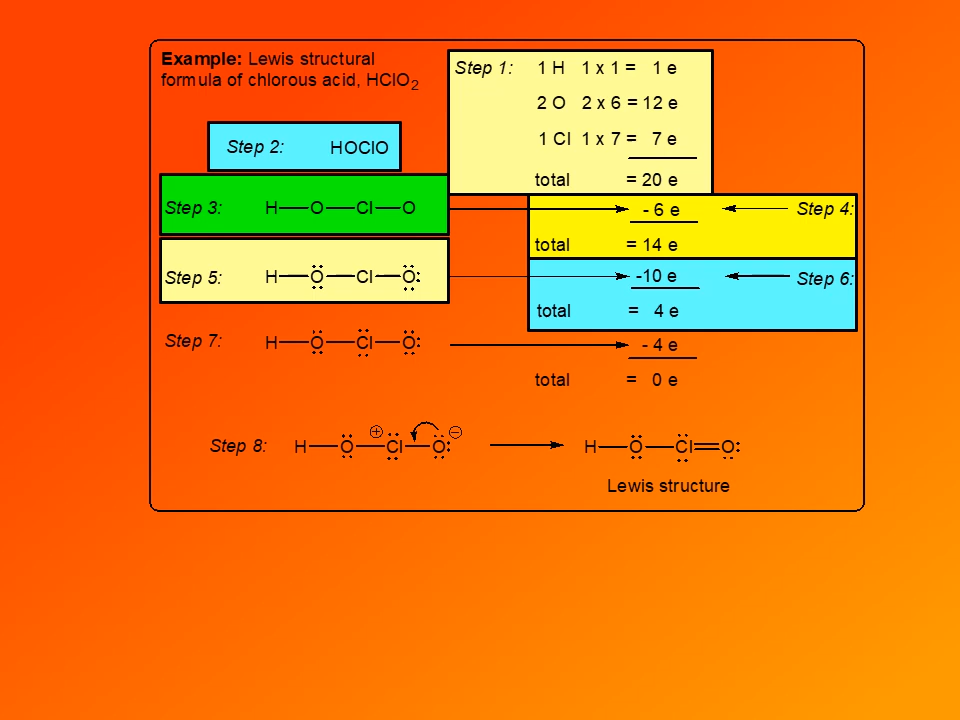 Example: Lewis structural
formula of chlorous acid, HClO2
Step 1: 1 H 1 x 1 = 1 e
2 O 2 x 6 = 12 e
1 Cl 1 x 7 = 7 e
total = 20 e
Step 2: HOClO
Step 3: H O Cl O
- 6 e Step 4:
total = 14 e
Step 5: H O Cl O
-10 e Step 6:
total = 4 e
Step 7: H O Cl O
- 4 e
total = 0 e
Step 8: H O Cl O H O Cl O
Lewis structure